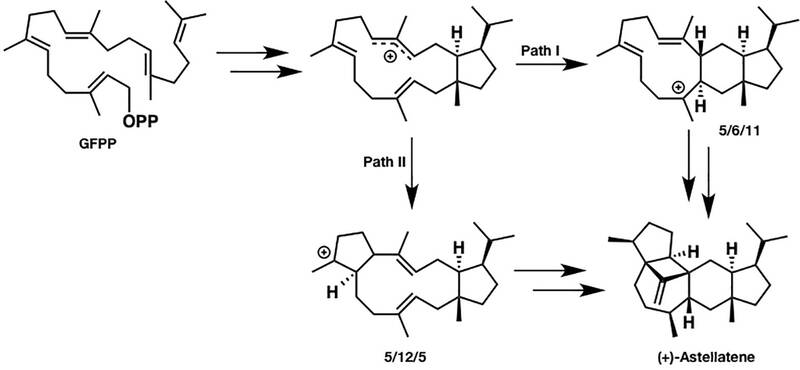 OPP
GFPP
H
Path I
H
H
H
5/6/11
Path II
H
H
5/12/5
H
H
H
(+)-Astellatene